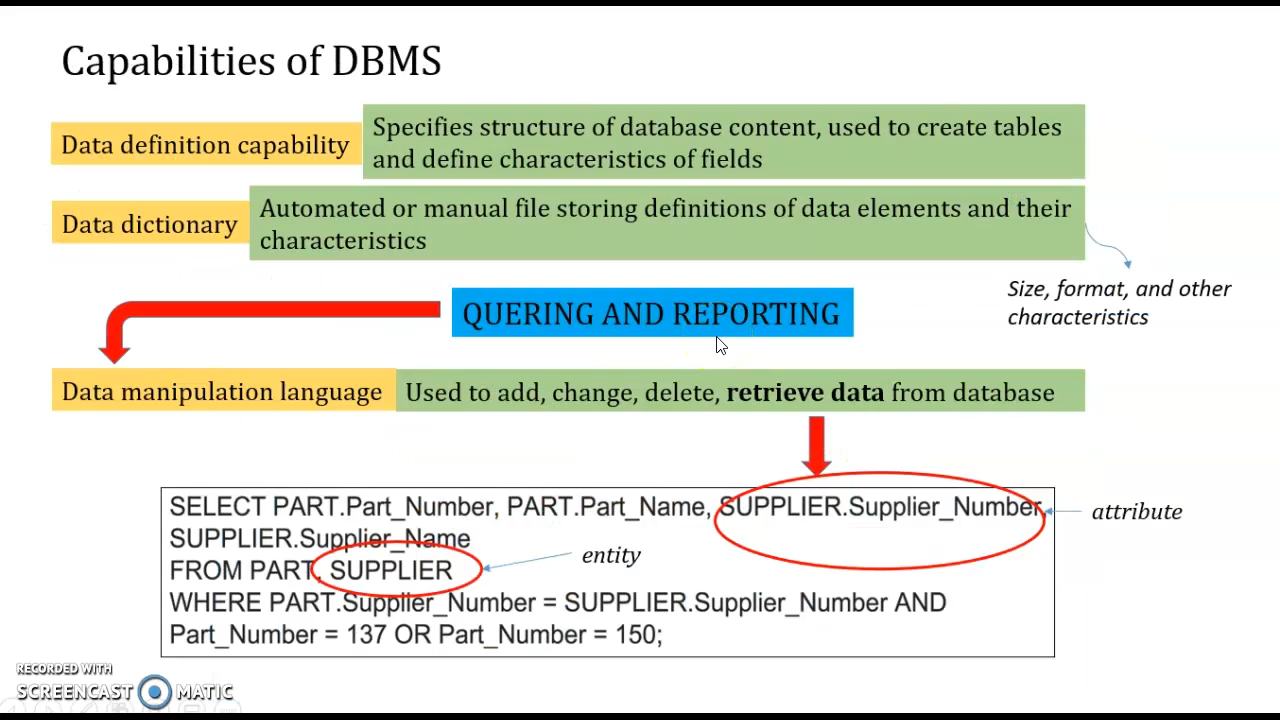 Capabilities of DBMS
Data definition capability
Specifies structure of database content, used to create tables
and define characteristics of fields
Data dictionary
Automated or manual file storing definitions of data elements and their
characteristics
Size, format, and other
characteristics
QUERING AND REPORTING
Data manipulation language
Used to add, change, delete, retrieve data from database
SELECT PART.Part_Number, PART.Part_Name, SUPPLIER.Supplier_Number,
SUPPLIER.Supplier_Name
FROM PART, SUPPLIER
WHERE PART.Supplier_Number = SUPPLIER.Supplier_Number AND
Part_Number = 137 OR Part_Number = 150;
attribute
entity
RECORDED WITH
SCREENCAST MATIC